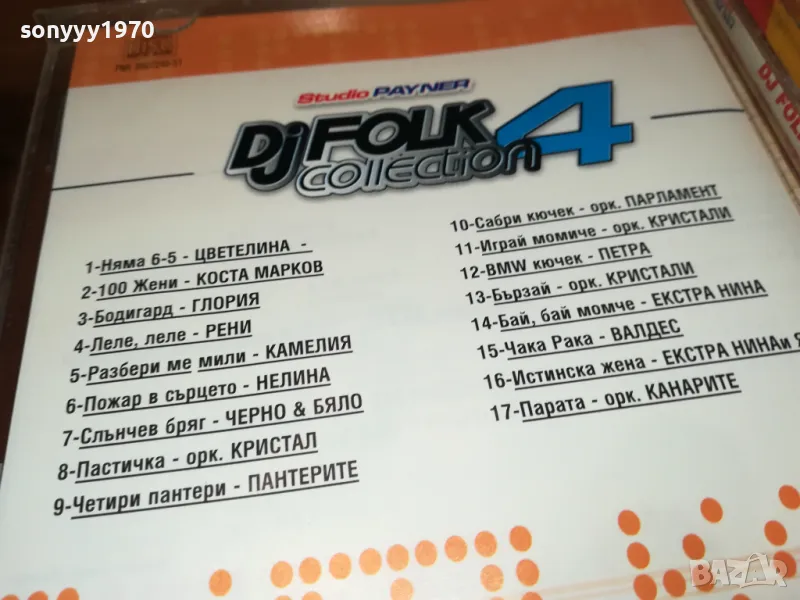 sonyyy1970
Studio PAYNER
Dj FOLK
collection 4
1-Няма 6-5 - ЦВЕТЕЛИНА -
2-100 Жени - КОСТА МАРКОВ
3-Бодигард - ГЛОРИЯ
4-Леле, леле - РЕНИ
5-Разбери ме мили - КАМЕЛИЯ
6-Пожар в сърцето - НЕЛИНА
7-Слънчев бряг - ЧЕРНО & БЯЛО
8-Пастичка - орк. КРИСТАЛ
9-Четири пантери - ПАНТЕРИТЕ
10-Сабри кючек - орк. ПАРЛАМЕНТ
11-Играй момиче - орк. КРИСТАЛИ
12-BMW кючек - ПЕТРА
13-Бързай - орк. КРИСТАЛИ
14-Бай, бай момче - ЕКСТРА НИНА
15-Чака Рака - ВАЛДЕС
16-Истинска жена - ЕКСТРА НИНАи
17-Парата - орк. КАНАРИТЕ
DJ FOL
BAZAR